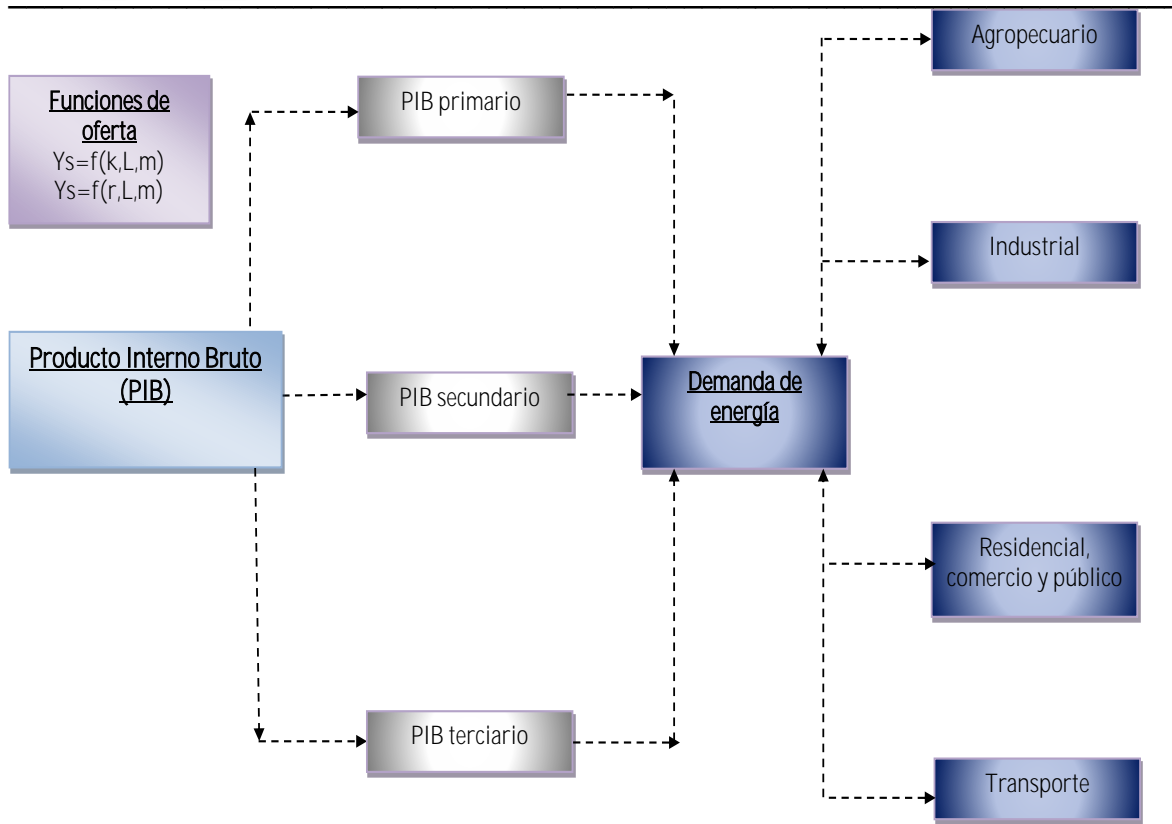 Funciones de
oferta
Ys=f(k,L,m)
Ys=f(r,L,m)
Producto Interno Bruto
(PIB)
PIB primario
PIB secundario
PIB terciario
Demanda de
energía
Agropecuario
Industrial
Residencial,
comercio y público
Transporte